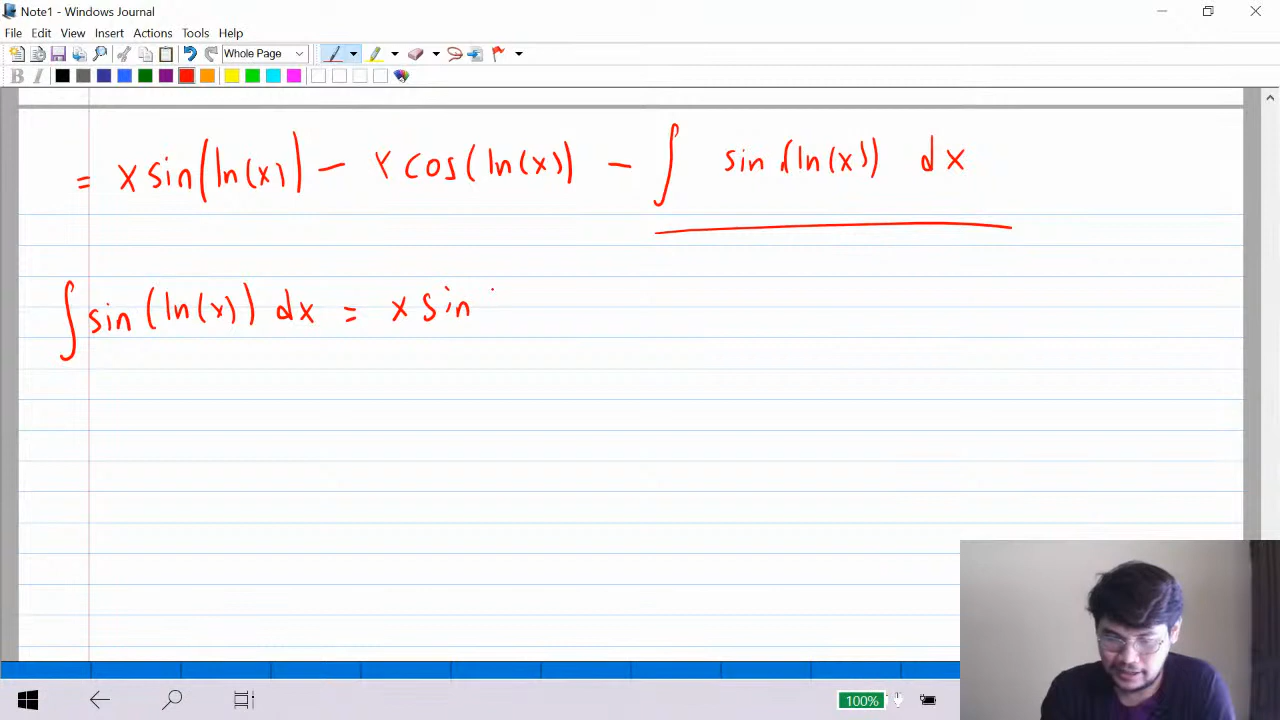 Note1 - Windows Journal
File Edit View Insert Actions Tools Help
Whole Page
B I
= x sin(ln(x)) - x cos(ln(x)) - ∫ sin(ln(x)) dx
∫ sin(ln(x)) dx = x sin
100%